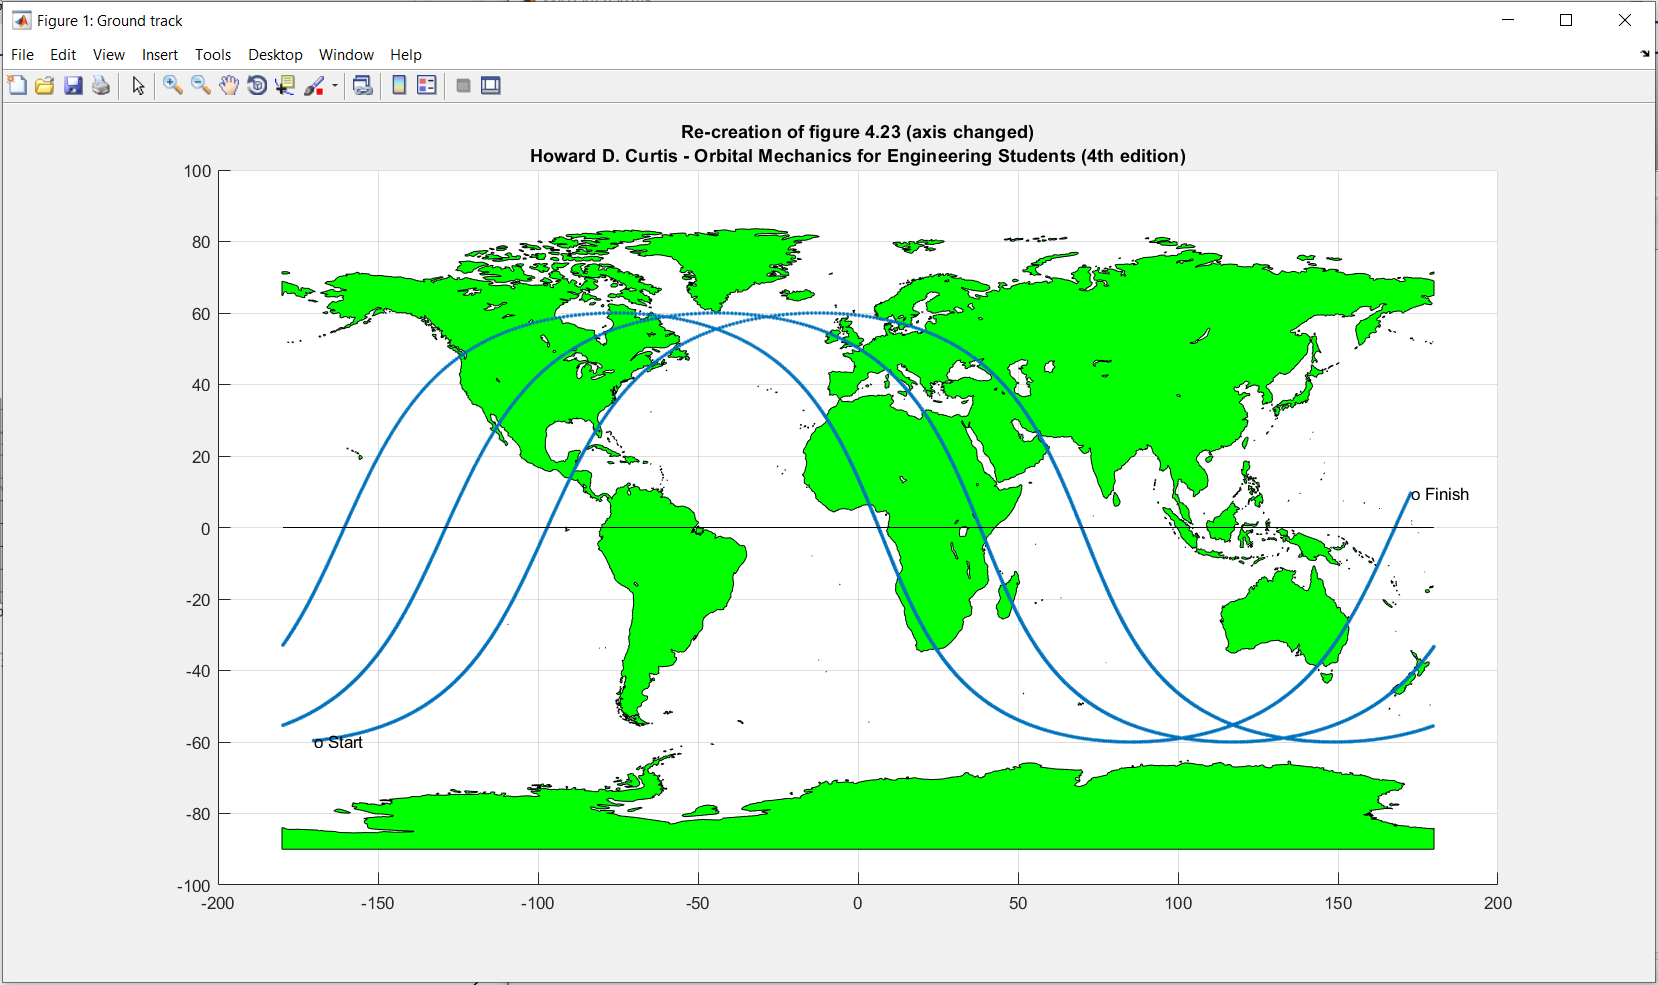 Figure 1: Ground track
File Edit View Insert Tools Desktop Window Help
Re-creation of figure 4.23 (axis changed)
Howard D. Curtis - Orbital Mechanics for Engineering Students (4th edition)
100
80
60
40
20
0
-20
-40
-60
-80
-100
o Finish
o Start
-200 -150 -100 -50 0 50 100 150 200